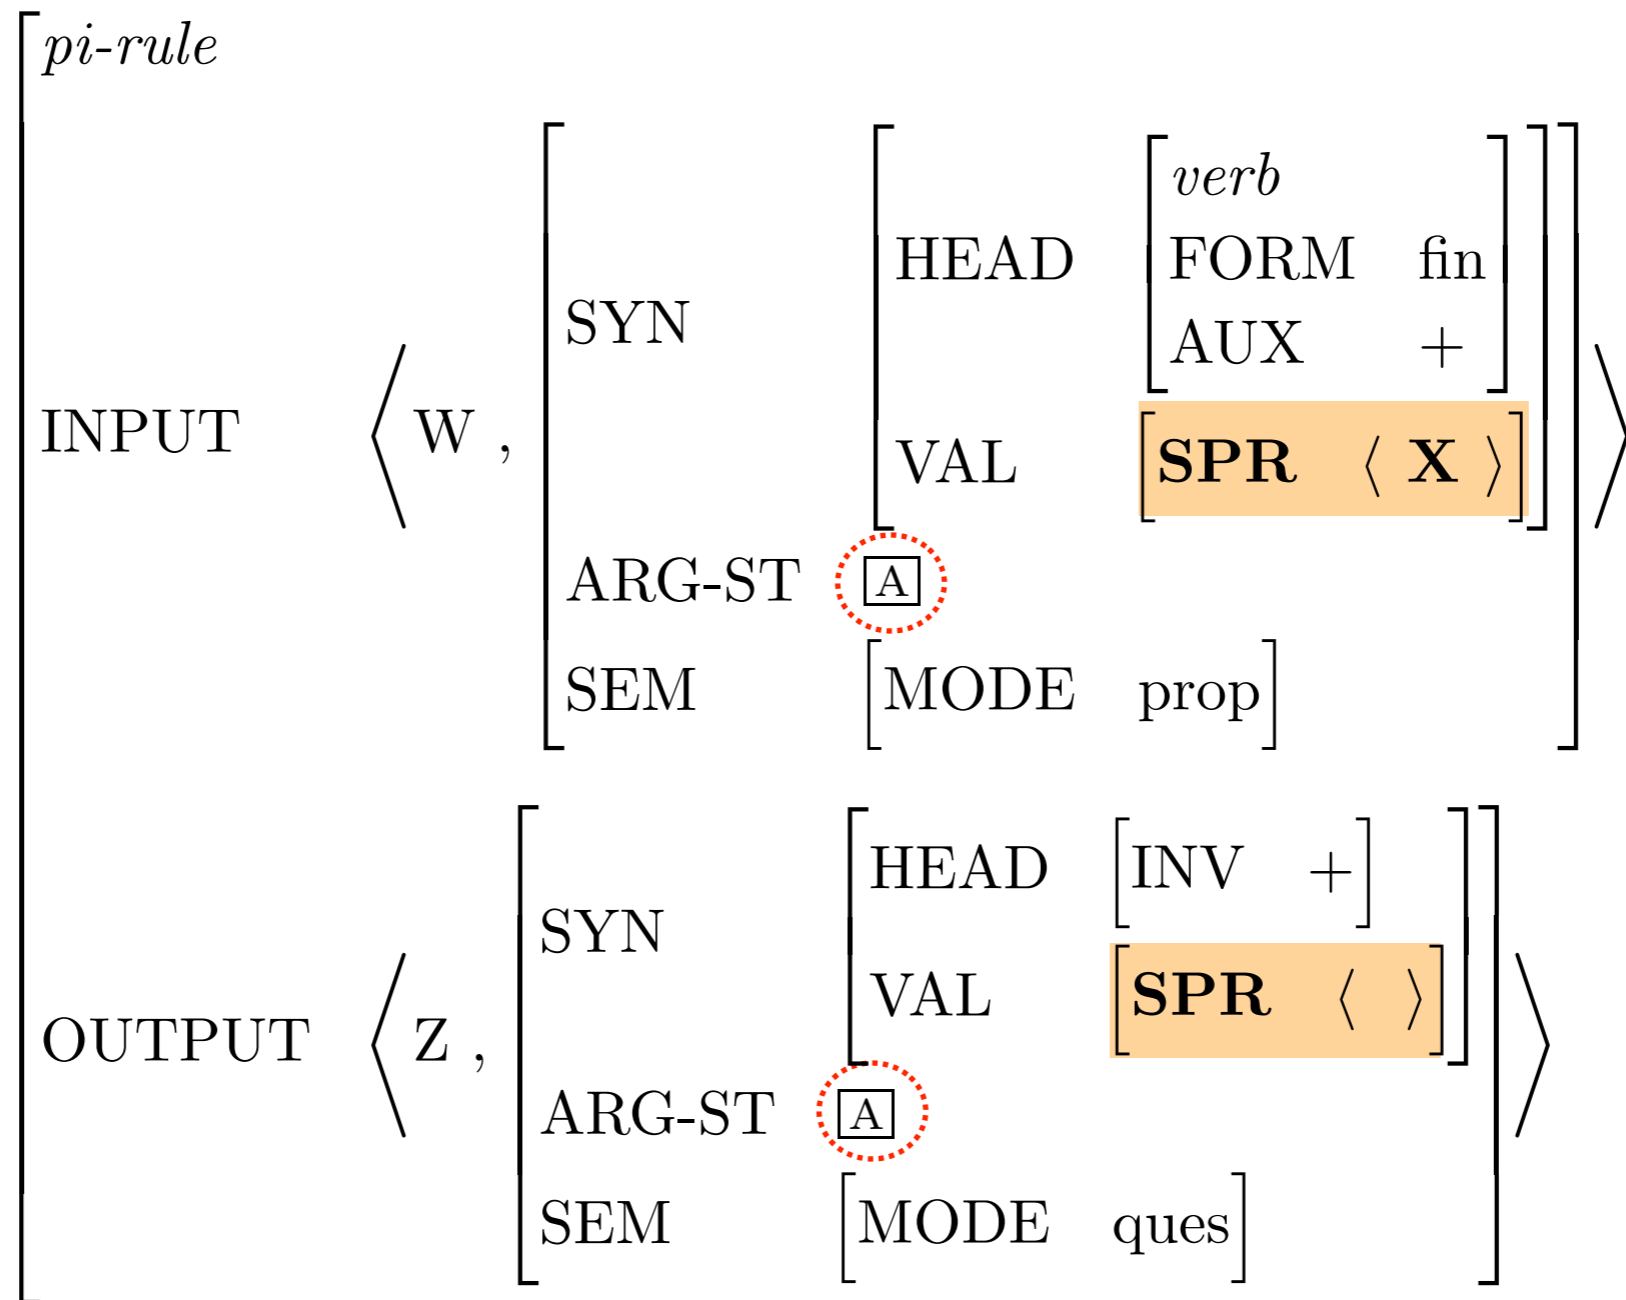 pi-rule
verb
HEAD FORM fin
SYN AUX +
INPUT ⟨ W , VAL [SPR ⟨ X ⟩] ⟩
ARG-ST A
SEM [MODE prop]
HEAD [INV +]
SYN
VAL [SPR ⟨ ⟩]
OUTPUT ⟨ Z , ⟩
ARG-ST A
SEM [MODE ques]